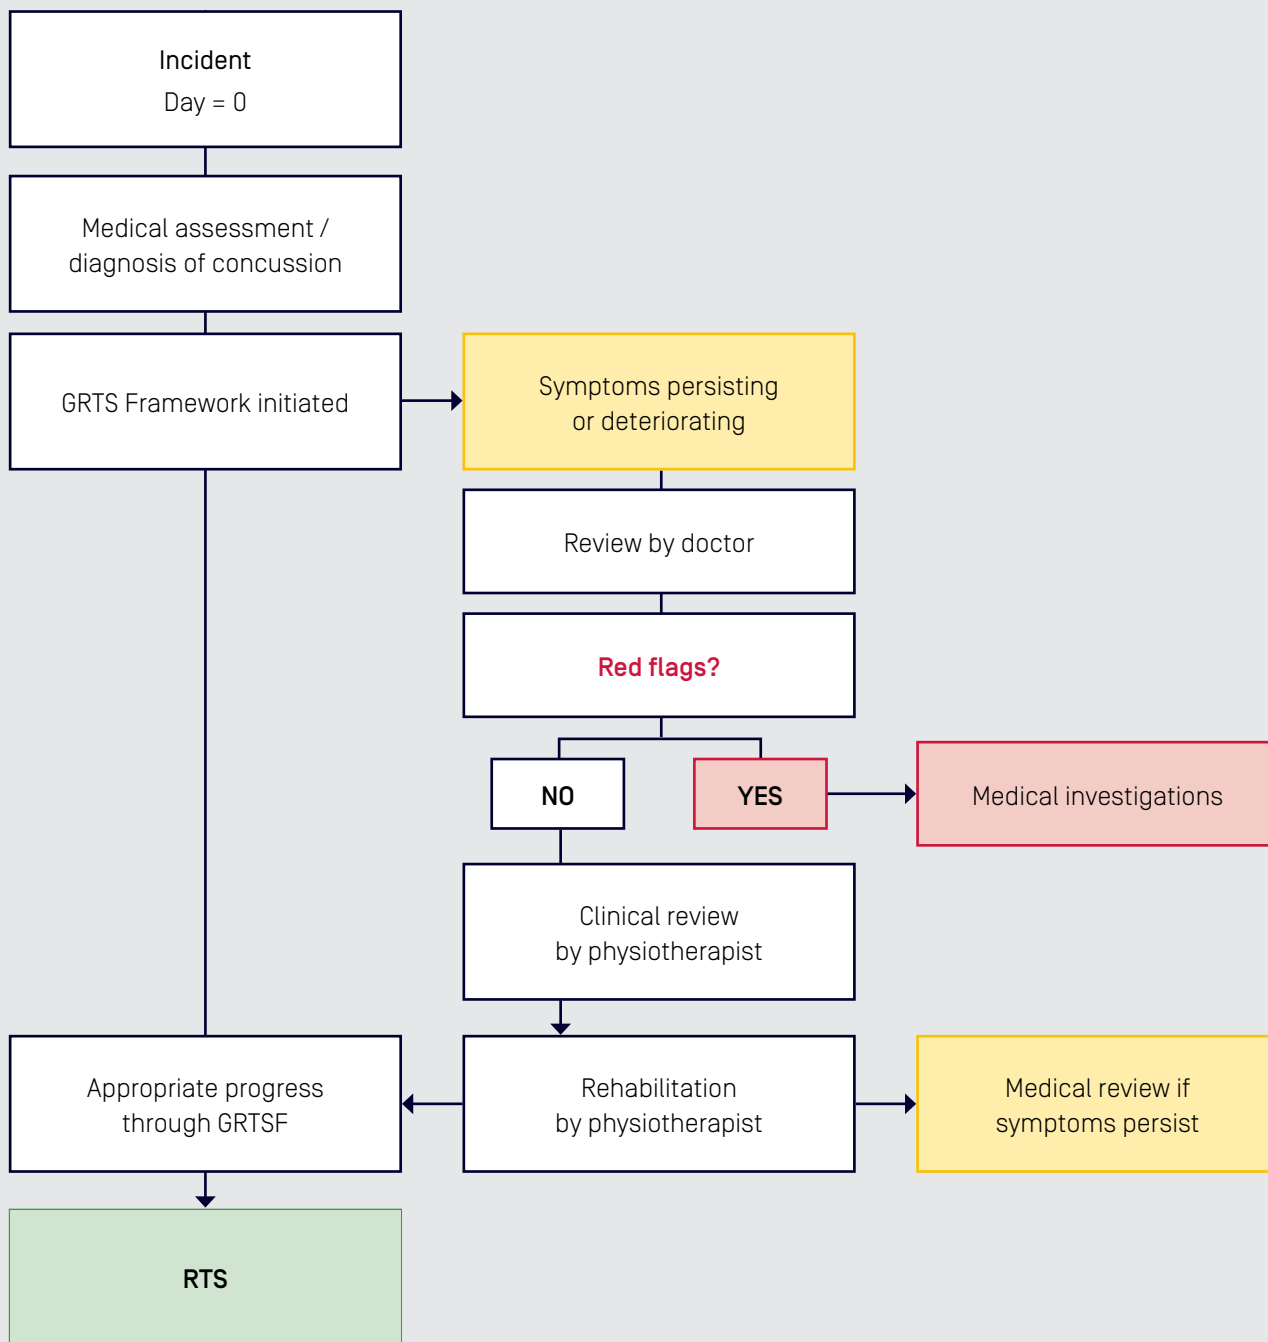 Incident
Day = 0
Medical assessment /
diagnosis of concussion
GRTS Framework initiated
Symptoms persisting
or deteriorating
Review by doctor
Red flags?
NO
YES
Medical investigations
Clinical review
by physiotherapist
Appropriate progress
through GRTSF
Rehabilitation
by physiotherapist
Medical review if
symptoms persist
RTS